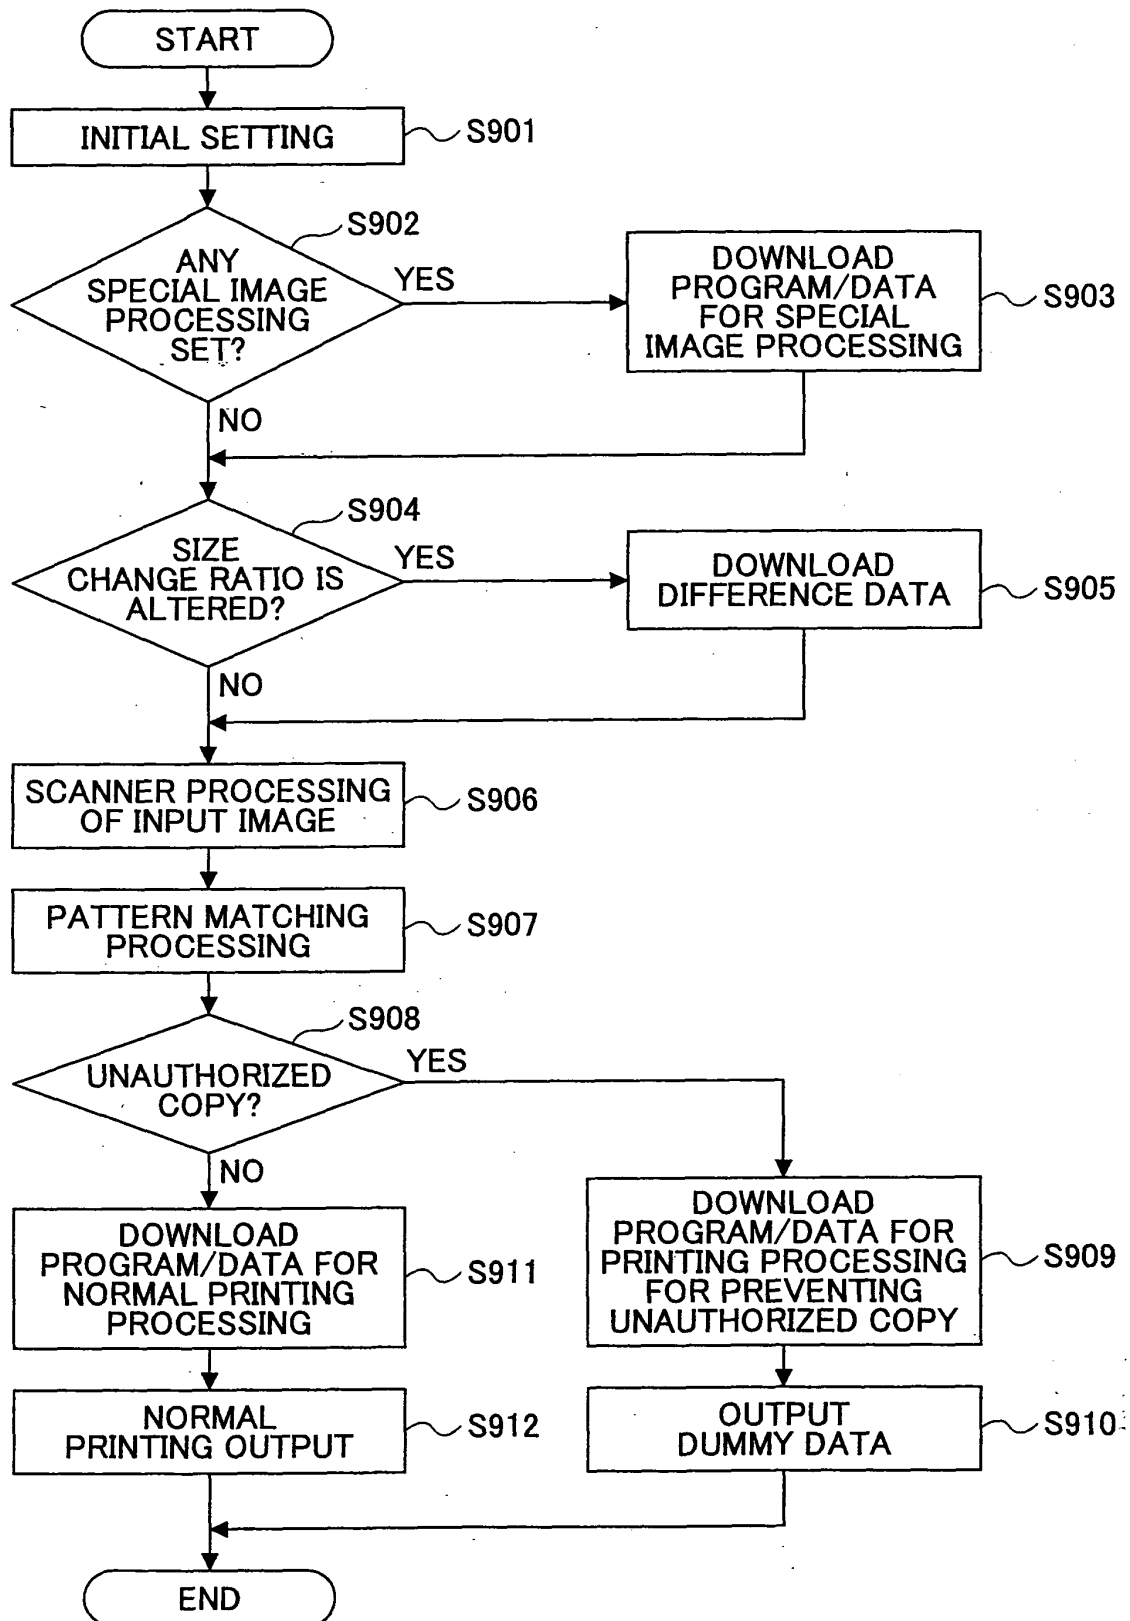 START
INITIAL SETTING
S901
S902
ANY
SPECIAL IMAGE
PROCESSING
SET?
YES
NO
DOWNLOAD
PROGRAM/DATA
FOR SPECIAL
IMAGE PROCESSING
S903
S904
SIZE
CHANGE RATIO IS
ALTERED?
YES
NO
DOWNLOAD
DIFFERENCE DATA
S905
SCANNER PROCESSING
OF INPUT IMAGE
S906
PATTERN MATCHING
PROCESSING
S907
S908
UNAUTHORIZED
COPY?
YES
NO
DOWNLOAD
PROGRAM/DATA FOR
NORMAL PRINTING
PROCESSING
S911
DOWNLOAD
PROGRAM/DATA FOR
PRINTING PROCESSING
FOR PREVENTING
UNAUTHORIZED COPY
S909
NORMAL
PRINTING OUTPUT
S912
OUTPUT
DUMMY DATA
S910
END